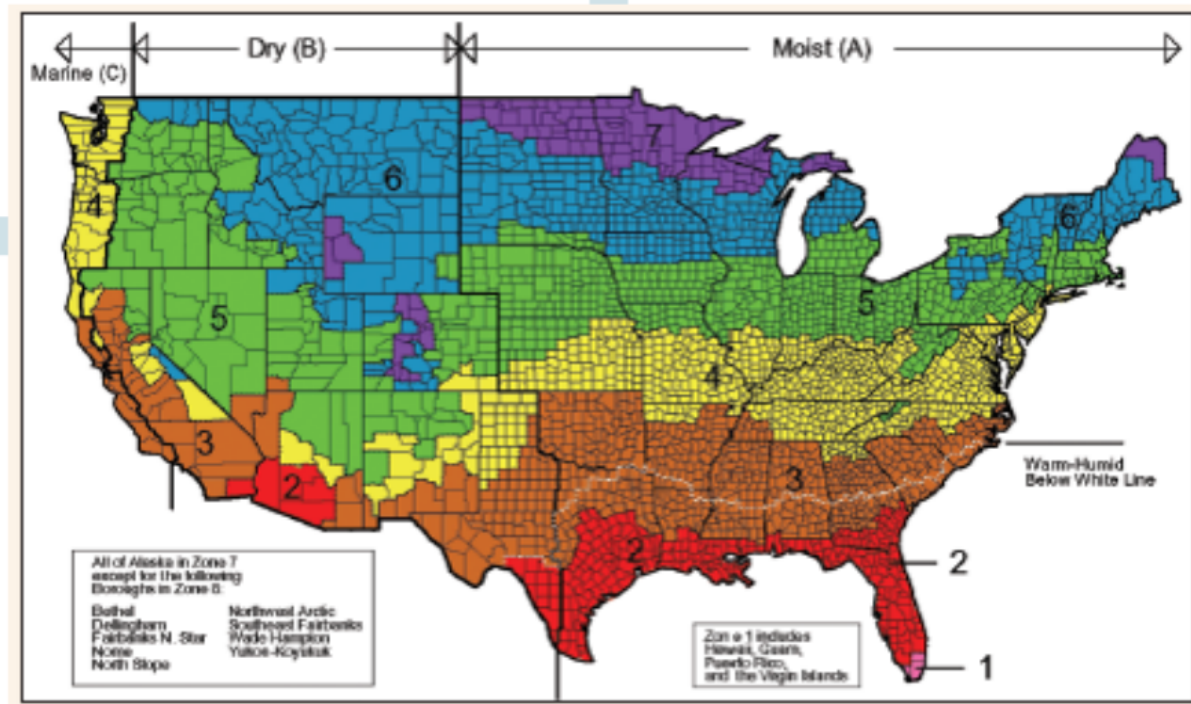 Dry (B)
Moist (A)
Marine (C)
7
6
4
6
5
5
4
3
3
Warm-Humid
Below White Line
2
2
2
1
All of Alaska in Zone 7
except for the following
Boroughs in Zone 8:
Bethel
Dellingham
Fairbanks N. Star
Nome
North Slope
Northwest Arctic
Southeast Fairbanks
Wade Hampton
Yukon-Koyukuk
Zone 1 includes
Hawaii, Guam,
Puerto Rico,
and the Virgin Islands